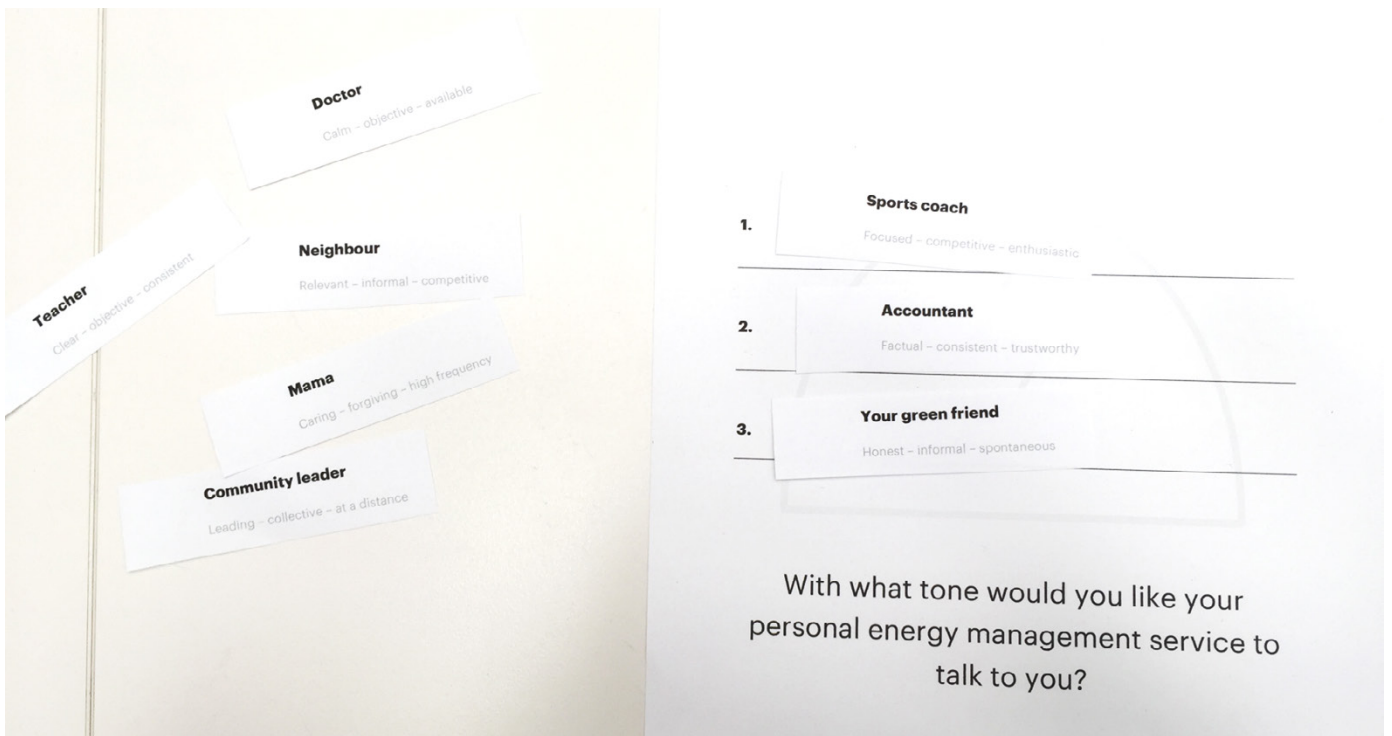 Doctor
Calm – objective – available
Neighbour
Relevant – informal – competitive
Teacher
Clear – objective – consistent
Mama
Caring – forgiving – high frequency
Community leader
Leading – collective – at a distance
1.
Sports coach
Focused – competitive – enthusiastic
2.
Accountant
Factual – consistent – trustworthy
3.
Your green friend
Honest – informal – spontaneous
With what tone would you like your
personal energy management service to
talk to you?